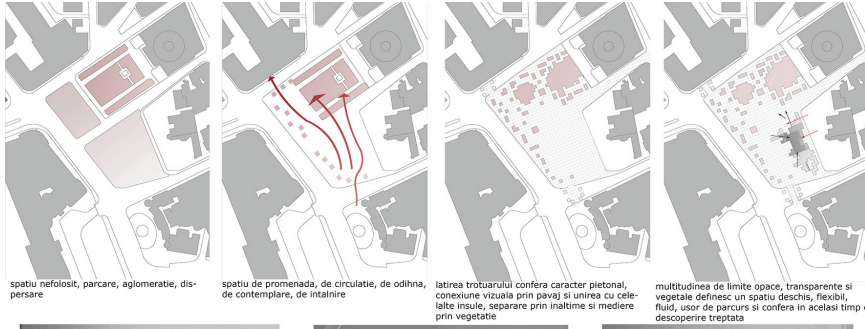 spatiu nefolosit, parcare, aglomeratie, dis-
persare
spatiu de promenada, de circulatie, de odihna,
de contemplare, de intalnire
latirea trotuarului confera caracter pietonal,
conexiune vizuala prin pavaj si unirea cu cele-
lalte insule, separare prin inaltime si mediere
prin vegetatie
multitudinea de limite opace, transparente si
vegetale definesc un spatiu deschis, flexibil,
fluid, usor de parcurs si confera in acelasi timp o
descoperire treptata